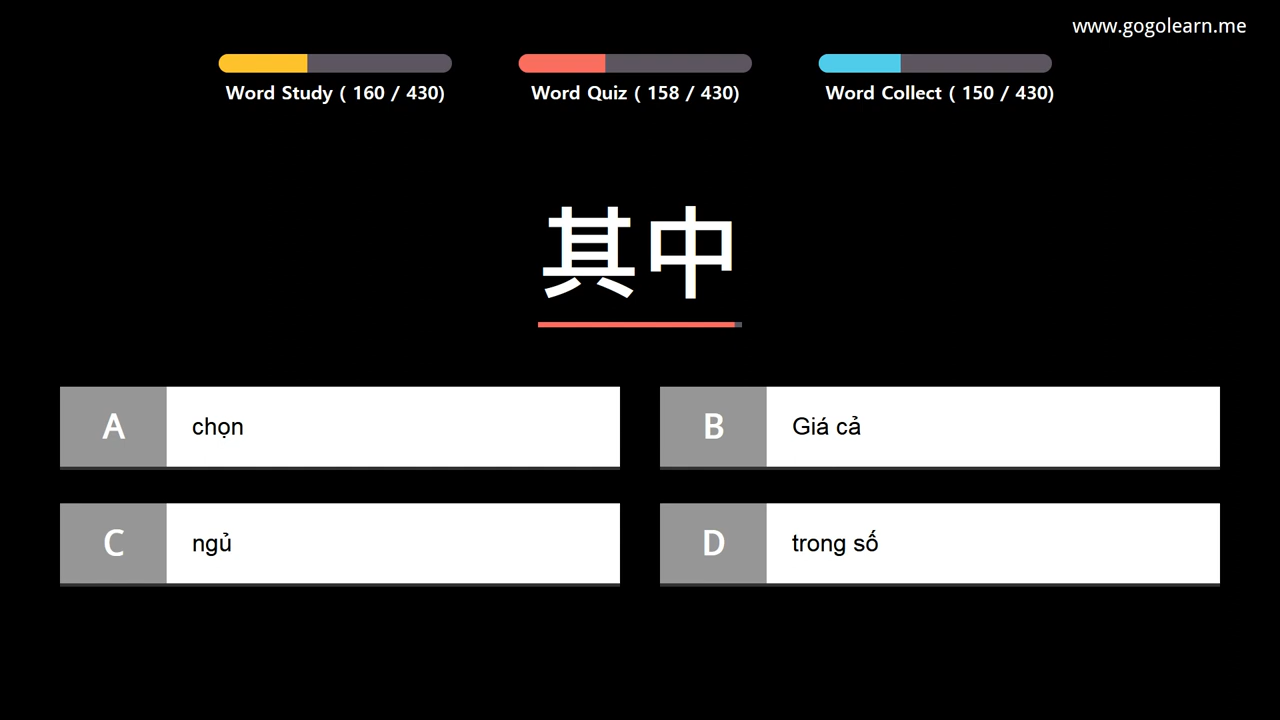 www.gogolearn.me
Word Study ( 160 / 430)
Word Quiz ( 158 / 430)
Word Collect ( 150 / 430)
其中
A chọn
B Giá cả
C ngủ
D trong số